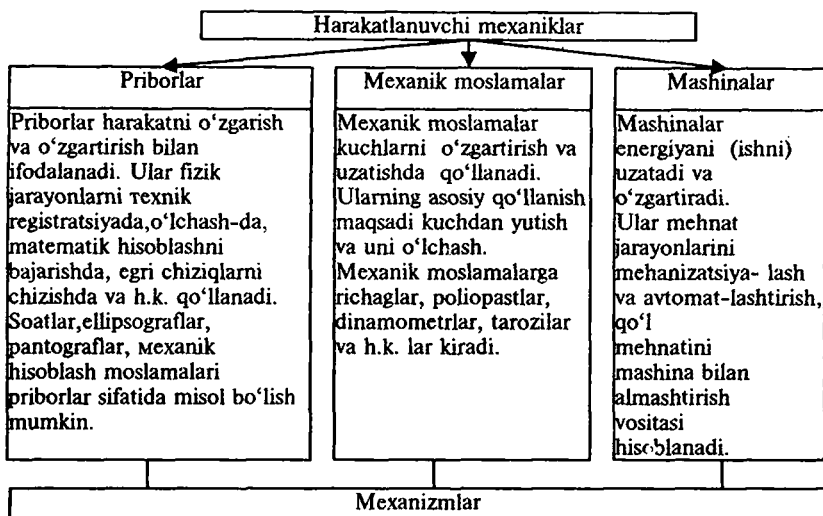 Harakatlanuvchi mexaniklar
Priborlar
Priborlar harakatni o‘zgarish
va o‘zgartirish bilan
ifodalanadi. Ular fizik
jarayonlarni техnik
registratsiyada,o‘lchash-da,
matematik hisoblashni
bajarishda, egri chiziqlarni
chizishda va h.k. qo‘llanadi.
Soatlar,ellipsograflar,
pantograflar, механik
hisoblash moslamalari
priborlar sifatida misol bo‘lish
mumkin.
Mexanik moslamalar
Mexanik moslamalar
kuchlarni o‘zgartirish va
uzatishda qo‘llanadi.
Ularning asosiy qo‘llanish
maqsadi kuchdan yutish
va uni o‘lchash.
Mexanik moslamalarga
richaglar, poliopastlar,
dinamometrlar, tarozilar
va h.k. lar kiradi.
Mashinalar
Mashinalar
energiyani (ishni)
uzatadi va
o‘zgartiradi.
Ular mehnat
jarayonlarini
mehanizatsiya- lash
va avtomat-lashtirish,
qo‘l
mehnatini
mashina bilan
almashtirish
vositasi
hisoblanadi.
Mexanizmlar